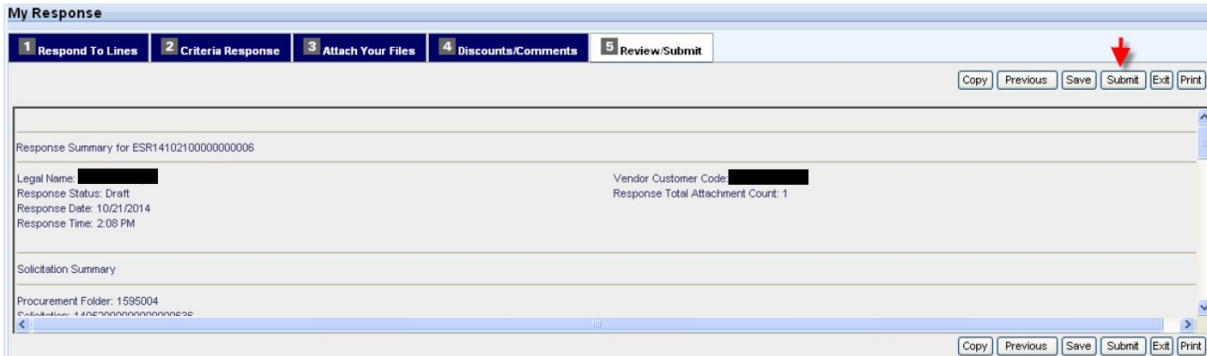 My Response
1 Respond To Lines 2 Criteria Response 3 Attach Your Files 4 Discounts/Comments 5 Review/Submit
Copy Previous Save Submit Exit Print
Response Summary for ESR14102100000000006
Legal Name: Vendor Customer Code:
Response Status: Draft Response Total Attachment Count: 1
Response Date: 10/21/2014
Response Time: 2:08 PM
Solicitation Summary
Procurement Folder: 1595004
Copy Previous Save Submit Exit Print